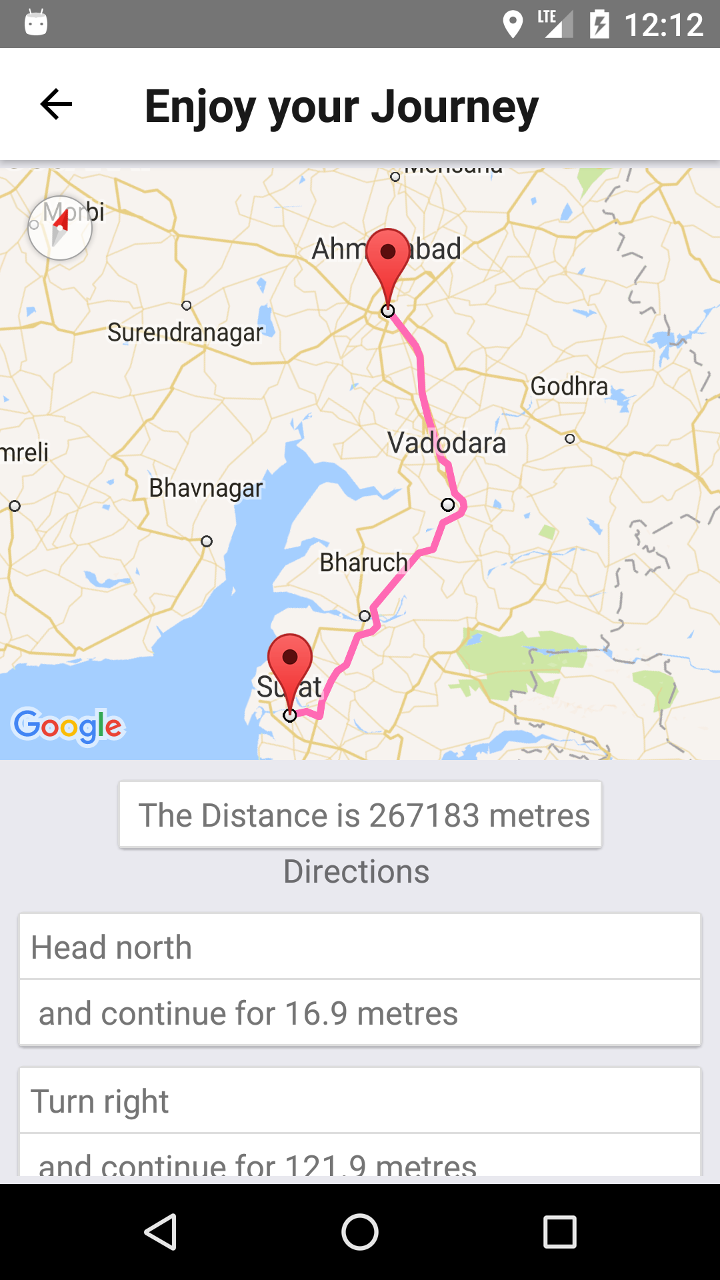 LTE 12:12
Enjoy your Journey
Mehsana
Morbi
Ahm abad
Surendranagar
Godhra
Vadodara
mreli
Bhavnagar
Bharuch
Surat
Google
The Distance is 267183 metres
Directions
Head north
and continue for 16.9 metres
Turn right
and continue for 121.9 metres